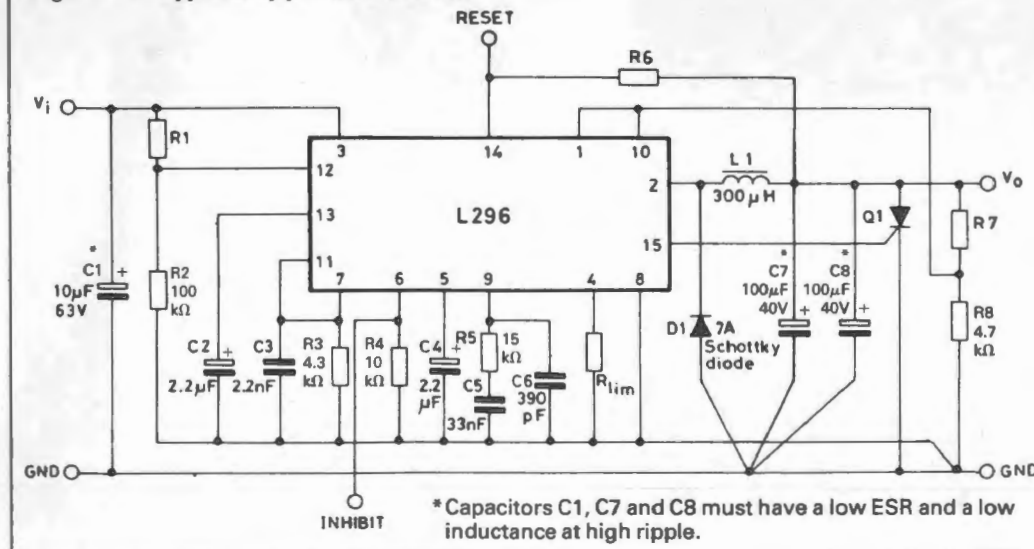 RESET
R6
Vi
R1
3
14
1
10
12
2
L 1
300µH
Vo
13
L296
Q1
R7
15
11
*
C1
+
10µF
63V
R2
100
kΩ
7
6
5
9
4
8
*
C7
100µF
40V
+
*
C8
100µF
40V
+
R8
4.7
kΩ
D1
7A
Schottky
diode
C2
+
2.2µF
C3
2.2nF
R3
4.3
kΩ
R4
10
kΩ
C4
+
2.2
µF
R5
15
kΩ
C5
33nF
C6
390
pF
Rlim
GND
GND
INHIBIT
*Capacitors C1, C7 and C8 must have a low ESR and a low
inductance at high ripple.